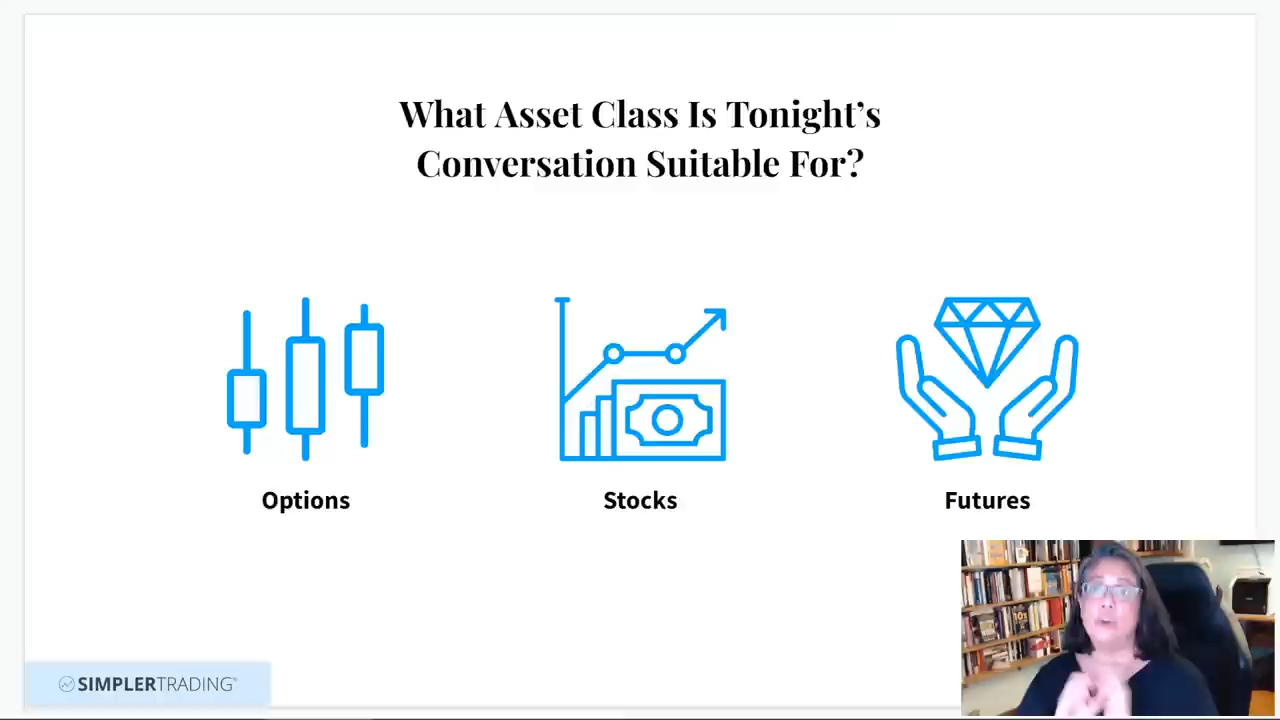 What Asset Class Is Tonight’s
Conversation Suitable For?
Options
Stocks
Futures
SIMPLERTRADING